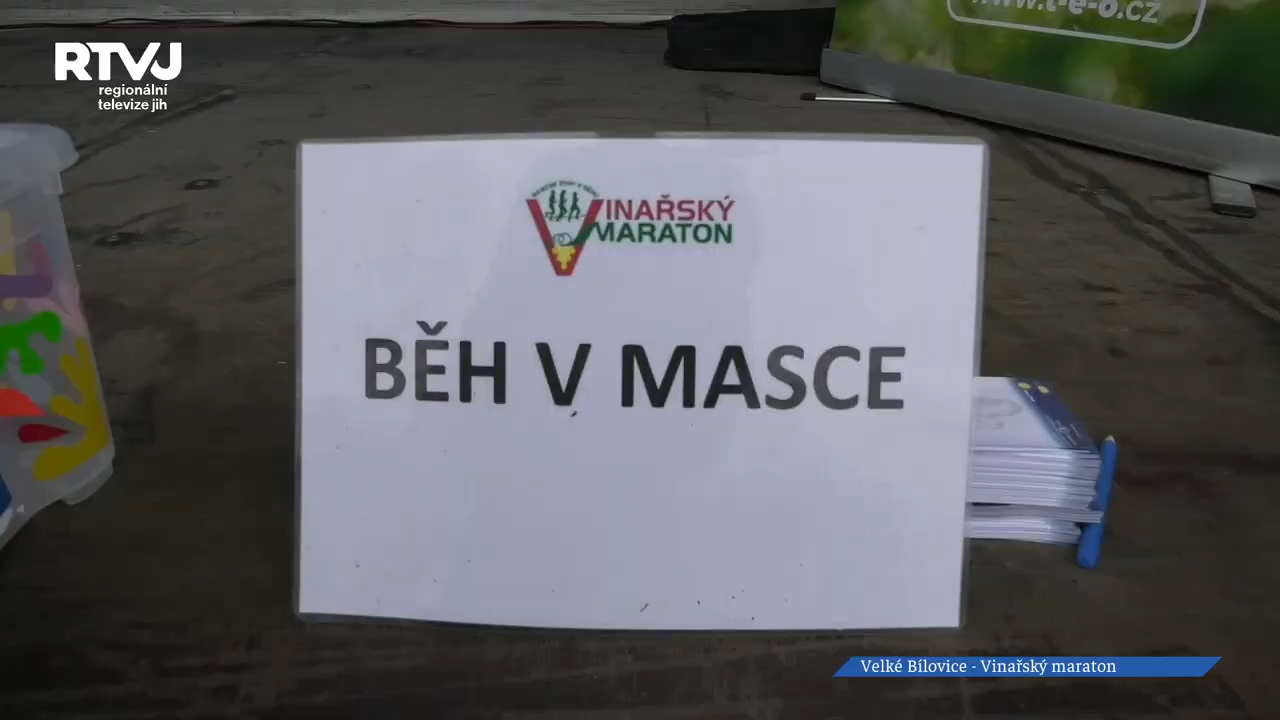 RTVJ
regionální
televize jih
www.t-e-o.cz
VINAŘSKÝ
MARATON
BĚH V MASCE
Velké Bílovice - Vinařský maraton